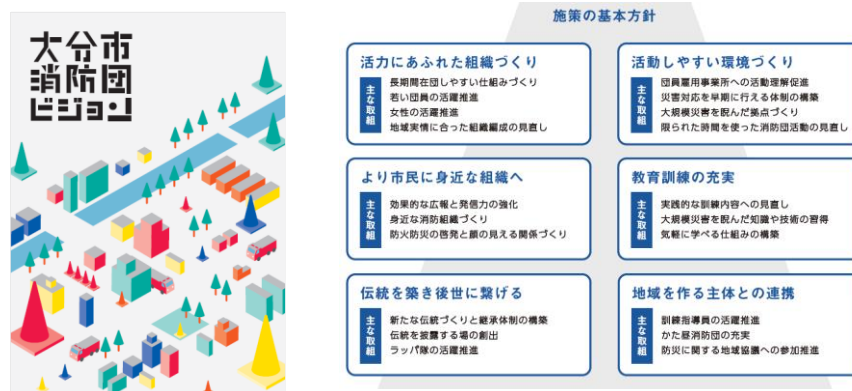 大分市
消防団
ビジョン
施策の基本方針
活力にあふれた組織づくり
主な取組
長期間在団しやすい仕組みづくり
若い団員の活躍推進
女性の活躍推進
地域実情に合った組織編成の見直し
活動しやすい環境づくり
主な取組
団員雇用事業所への活動理解促進
災害対応を早期に行える体制の構築
大規模災害を睨んだ拠点づくり
限られた時間を使った消防団活動の見直し
より市民に身近な組織へ
主な取組
効果的な広報と発信力の強化
身近な消防組織づくり
防火防災の啓発と顔の見える関係づくり
教育訓練の充実
主な取組
実践的な訓練内容への見直し
大規模災害を睨んだ知識や技術の習得
気軽に学べる仕組みの構築
伝統を築き後世に繋げる
主な取組
新たな伝統づくりと継承体制の構築
伝統を披露する場の創出
ラッパ隊の活躍推進
地域を作る主体との連携
主な取組
訓練指導員の活躍推進
かた昼消防団の充実
防災に関する地域協議への参加推進